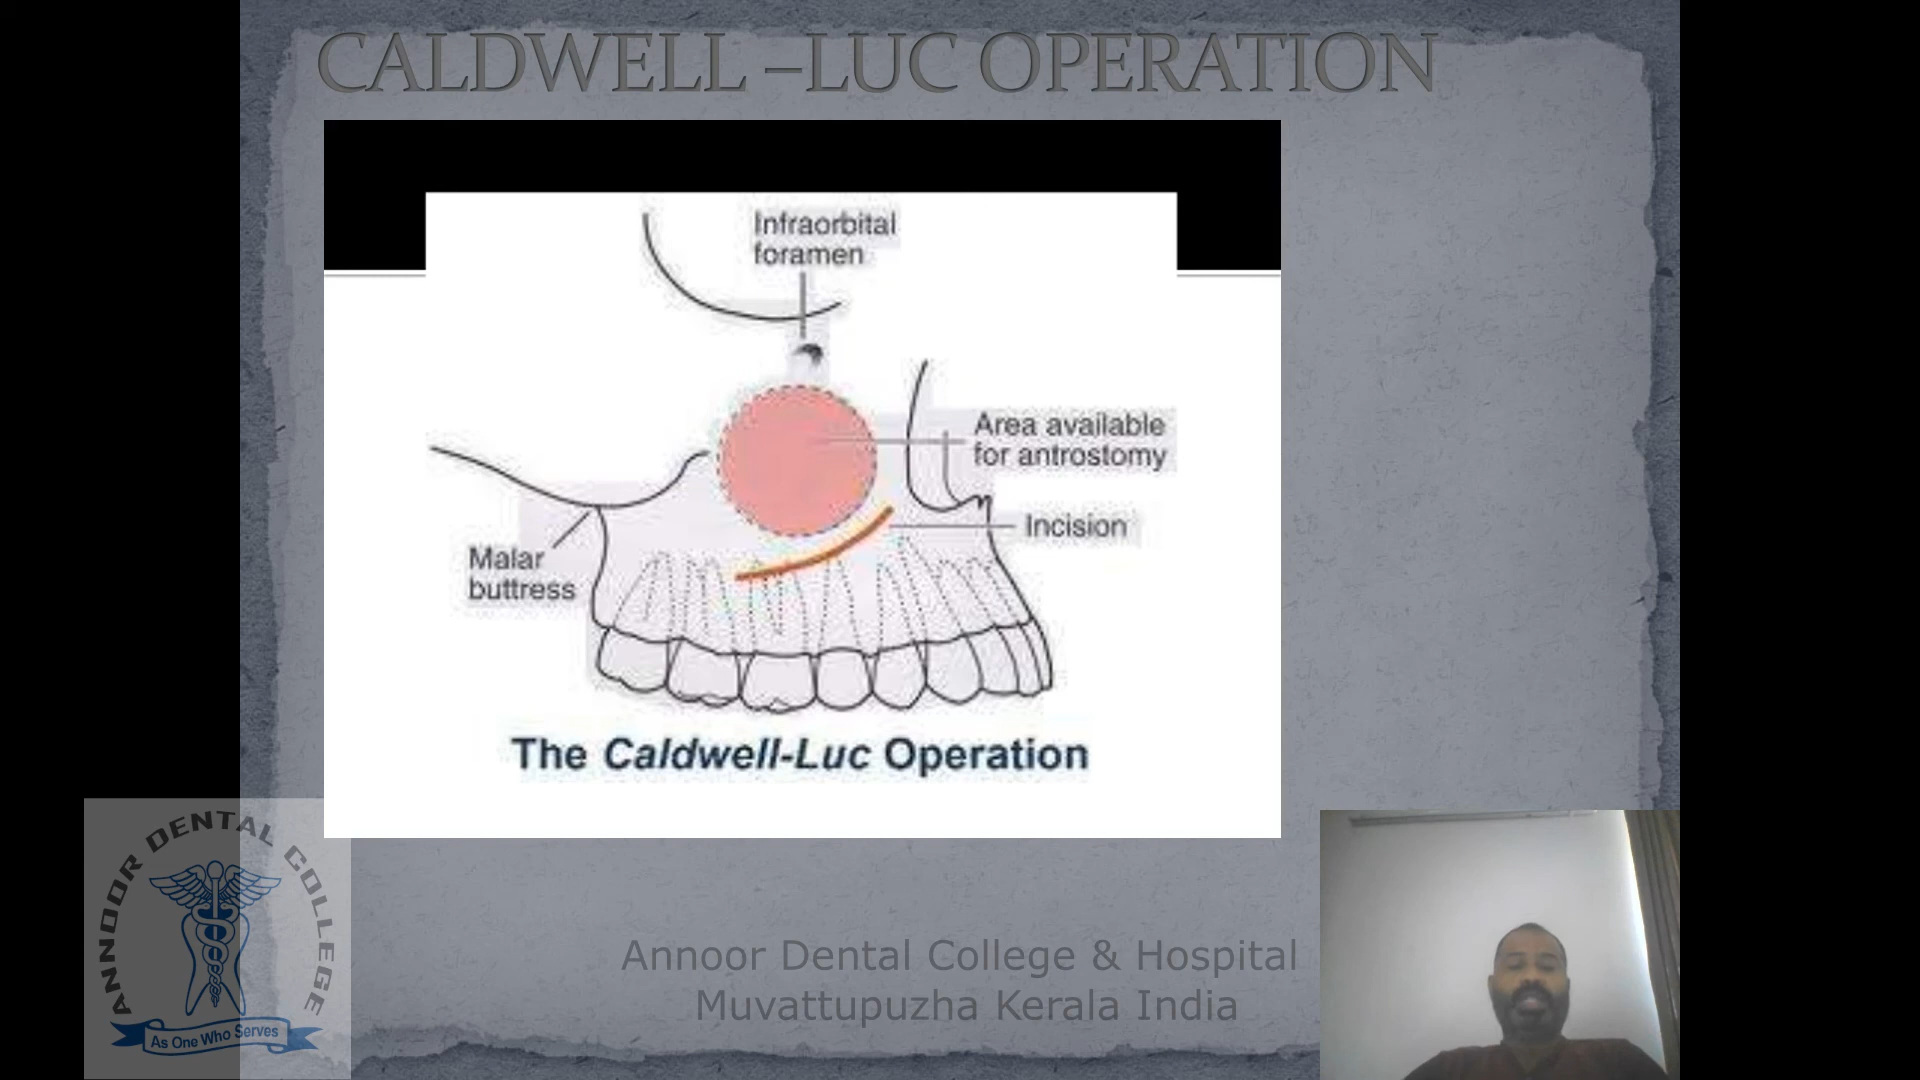 CALDWELL –LUC OPERATION
Infraorbital
foramen
Area available
for antrostomy
Incision
Malar
buttress
The Caldwell-Luc Operation
ANNOOR DENTAL COLLEGE
As One Who Serves
Annoor Dental College & Hospital
Muvattupuzha Kerala India